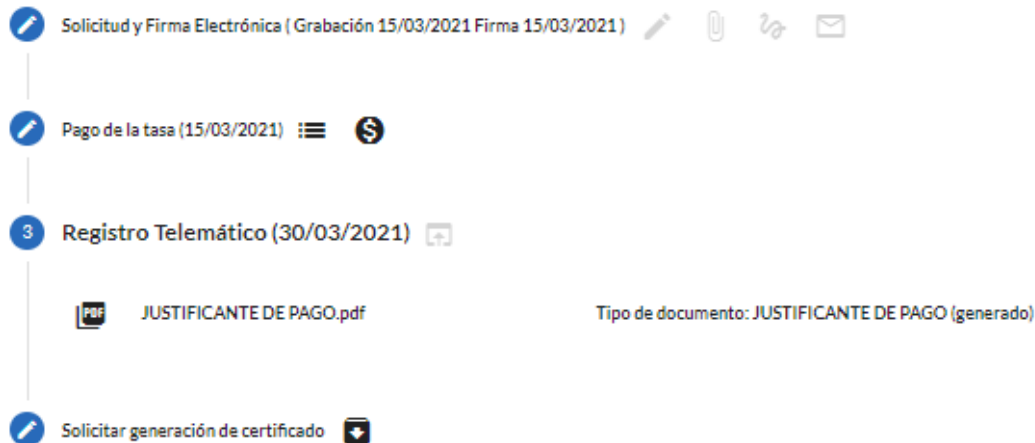 Solicitud y Firma Electrónica ( Grabación 15/03/2021 Firma 15/03/2021 )
Pago de la tasa (15/03/2021)
3 Registro Telemático (30/03/2021)
PDF JUSTIFICANTE DE PAGO.pdf Tipo de documento: JUSTIFICANTE DE PAGO (generado)
Solicitar generación de certificado